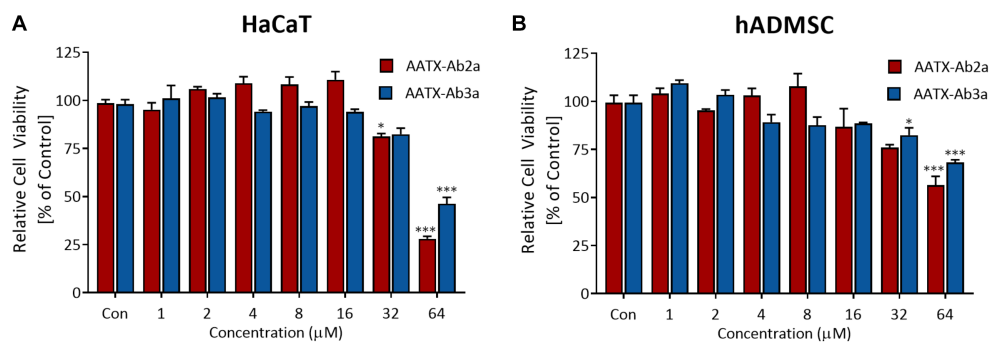 A
HaCaT
Relative Cell Viability
[% of Control]
125
100
75
50
25
0
AATX-Ab2a
AATX-Ab3a
*
***
***
Con 1 2 4 8 16 32 64
Concentration (µM)
B
hADMSC
Relative Cell Viability
[% of Control]
125
100
75
50
25
0
AATX-Ab2a
AATX-Ab3a
*
***
***
Con 1 2 4 8 16 32 64
Concentration (µM)